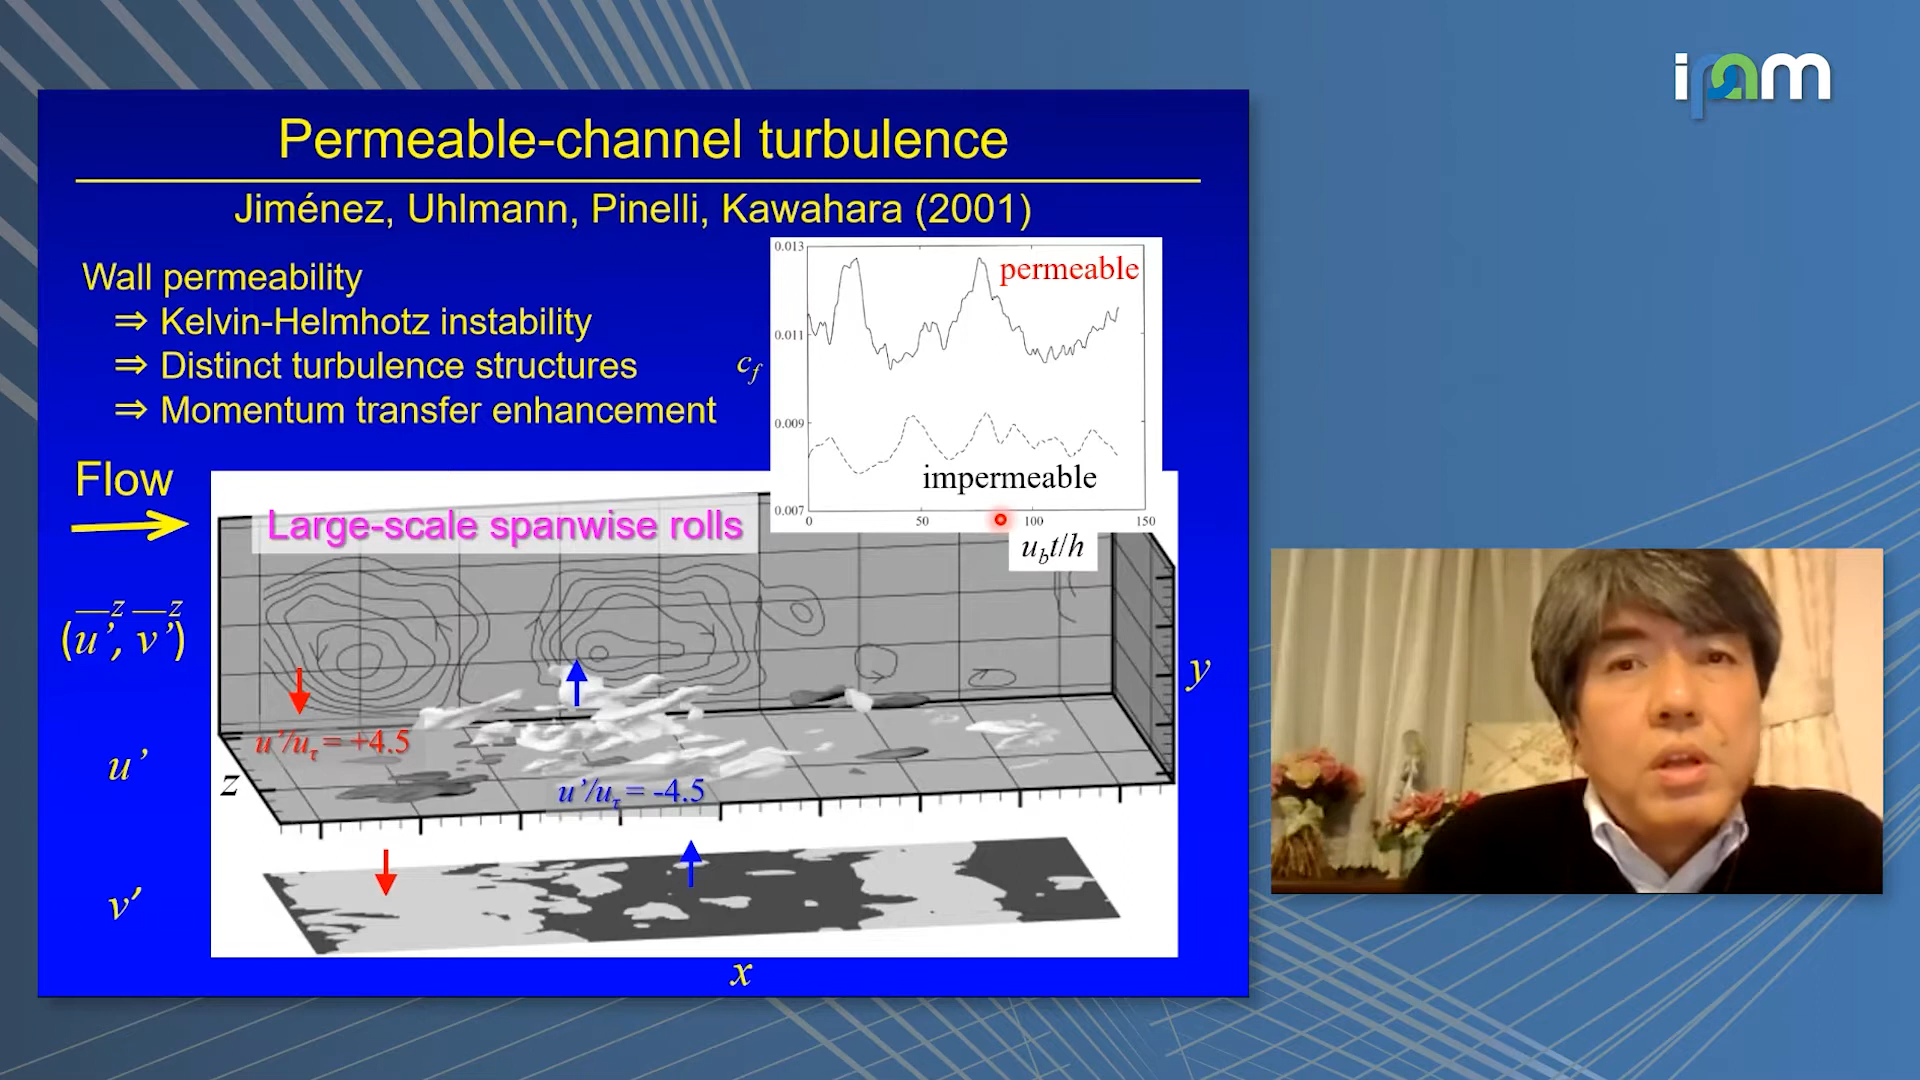 ipam
Permeable-channel turbulence
Jiménez, Uhlmann, Pinelli, Kawahara (2001)
Wall permeability
⇒ Kelvin-Helmhotz instability
⇒ Distinct turbulence structures
⇒ Momentum transfer enhancement
0.013
0.011
0.009
0.007
c_f
permeable
impermeable
0 50 100 150
u_b t/h
Flow
Large-scale spanwise rolls
(u’^z, v’^z)
u’/u_τ = +4.5
u’/u_τ = -4.5
u’
v’
z
y
x